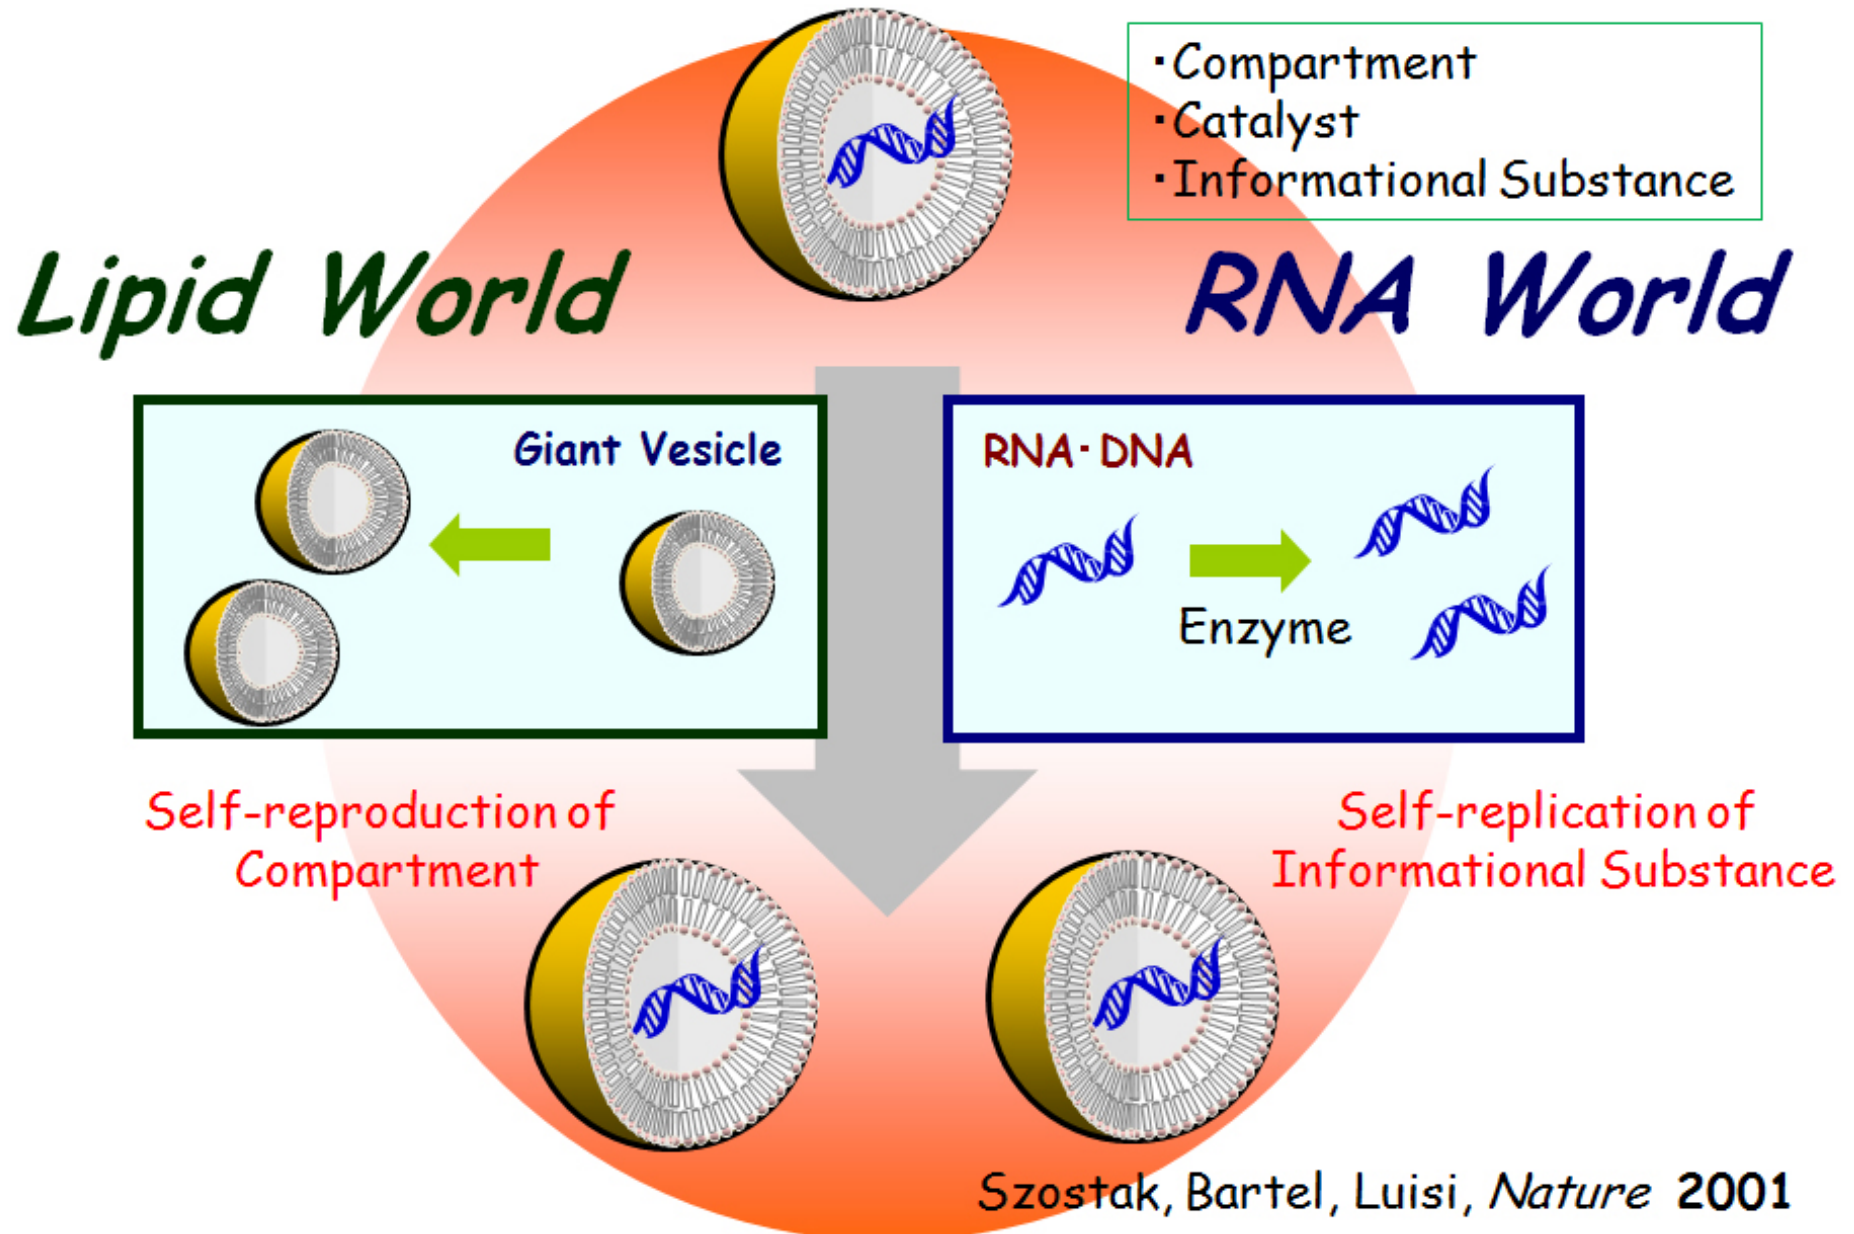 ・Compartment
・Catalyst
・Informational Substance
Lipid World
RNA World
Giant Vesicle
RNA・DNA
Enzyme
Self-reproduction of
Compartment
Self-replication of
Informational Substance
Szostak, Bartel, Luisi, Nature 2001